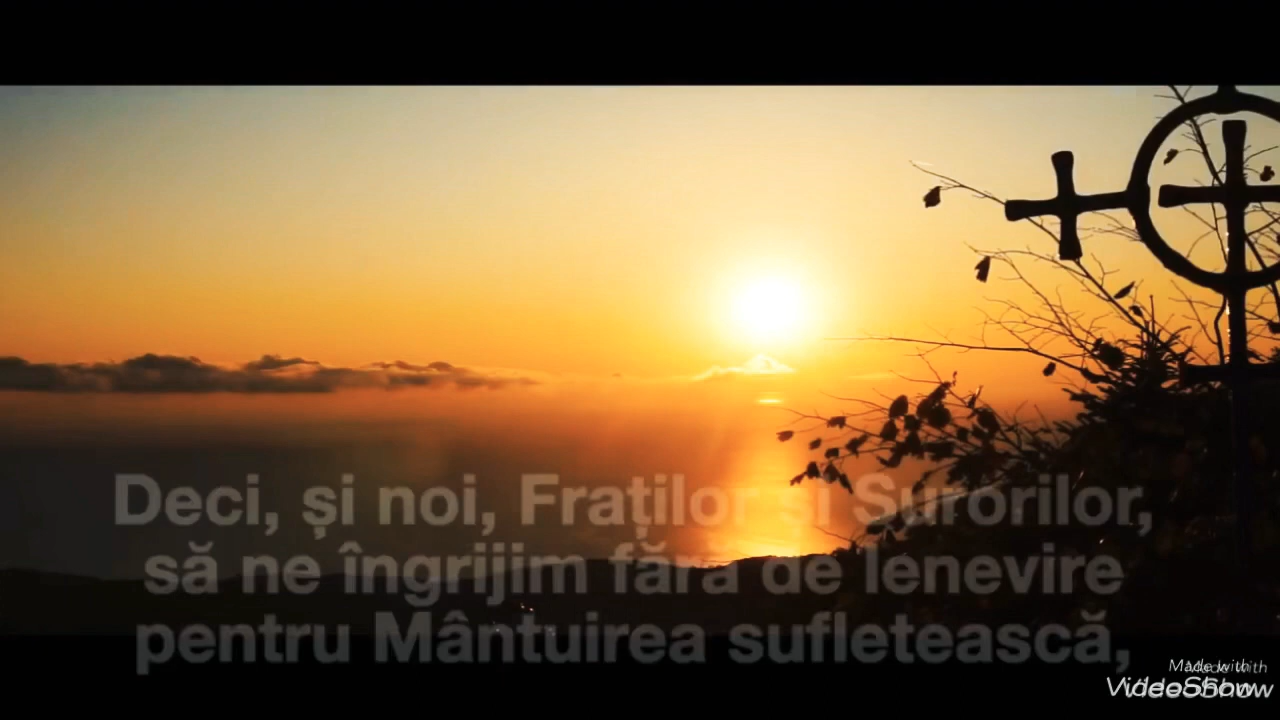 Deci, și noi, Fraților și Surorilor,
să ne îngrijim fără de lenevire
pentru Mântuirea sufletească,
Made with
VideoShow